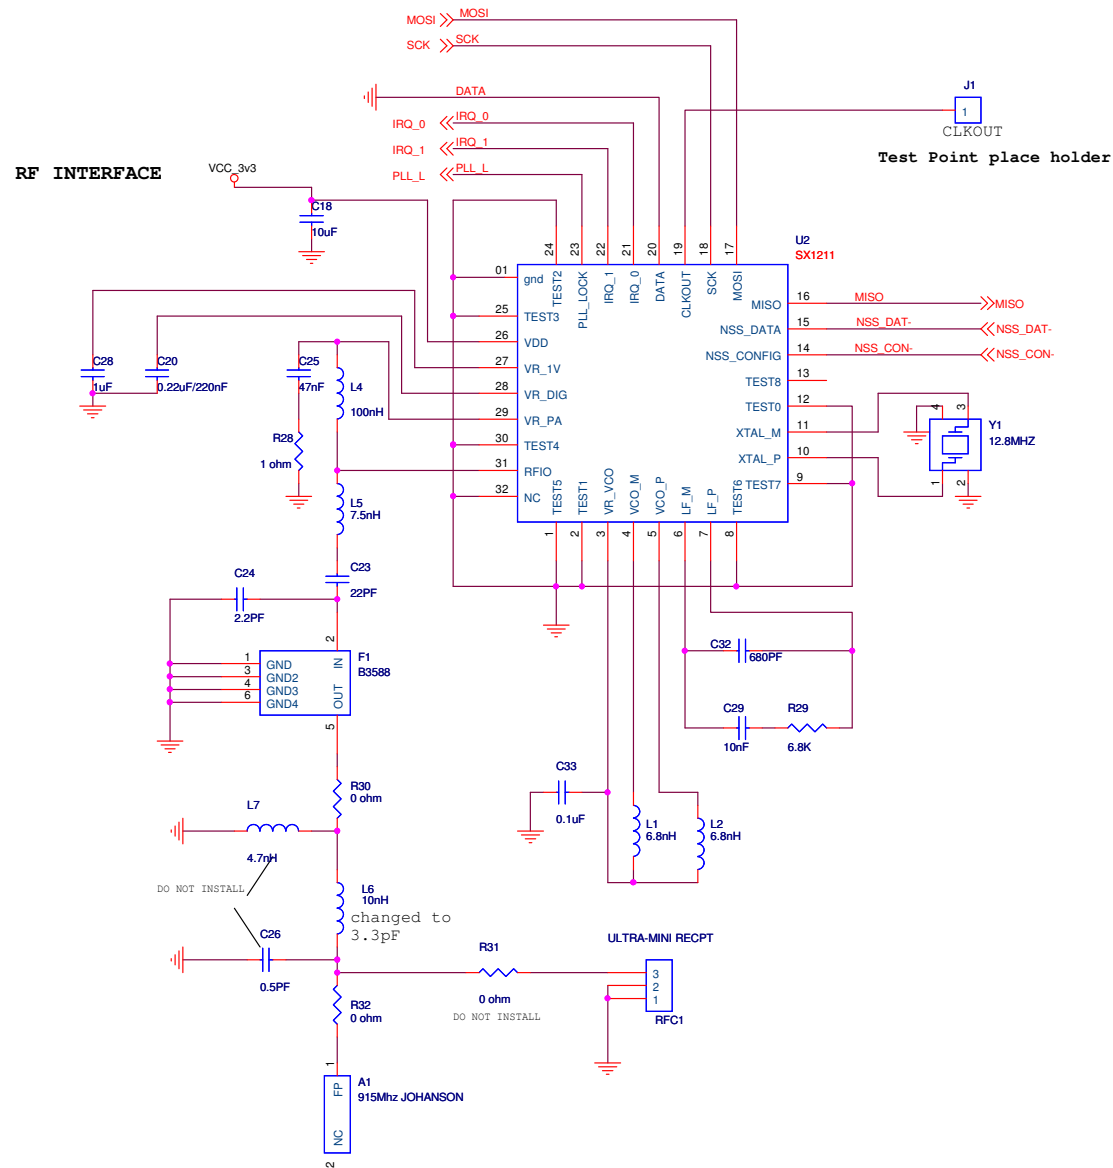 MOSI
MOSI
SCK
SCK
J1
1
CLKOUT
Test Point place holder
DATA
IRQ_0
IRQ_0
IRQ_1
IRQ_1
PLL_L
PLL_L
RF INTERFACE
VCC_3v3
C18
10uF
U2
SX1211
24
23
22
21
20
19
18
17
TEST2
PLL_LOCK
IRQ_1
IRQ_0
DATA
CLKOUT
SCK
MOSI
01
gnd
25
TEST3
26
VDD
27
VR_1V
28
VR_DIG
29
VR_PA
30
TEST4
31
RFIO
32
NC
MISO
16
MISO
MISO
NSS_DATA
15
NSS_DAT-
NSS_DAT-
NSS_CONFIG
14
NSS_CON-
NSS_CON-
TEST8
13
TEST0
12
XTAL_M
11
XTAL_P
10
TEST7
9
4
3
Y1
12.8MHZ
1
2
TEST5
TEST1
VR_VCO
VCO_M
VCO_P
LF_M
LF_P
TEST6
1
2
3
4
5
6
7
8
C28
1uF
C20
0.22uF/220nF
C25
47nF
L4
100nH
R28
1 ohm
L5
7.5nH
C23
22PF
C24
2.2PF
2
F1
B3588
1
GND
3
GND2
4
GND3
6
GND4
IN
OUT
5
C32
680PF
C29
10nF
R29
6.8K
C33
0.1uF
L1
6.8nH
L2
6.8nH
R30
0 ohm
L7
4.7nH
DO NOT INSTALL
L6
10nH
changed to
3.3pF
C26
0.5PF
R31
0 ohm
DO NOT INSTALL
ULTRA-MINI RECPT
3
2
1
RFC1
R32
0 ohm
1
A1
915Mhz JOHANSON
FP
NC
2